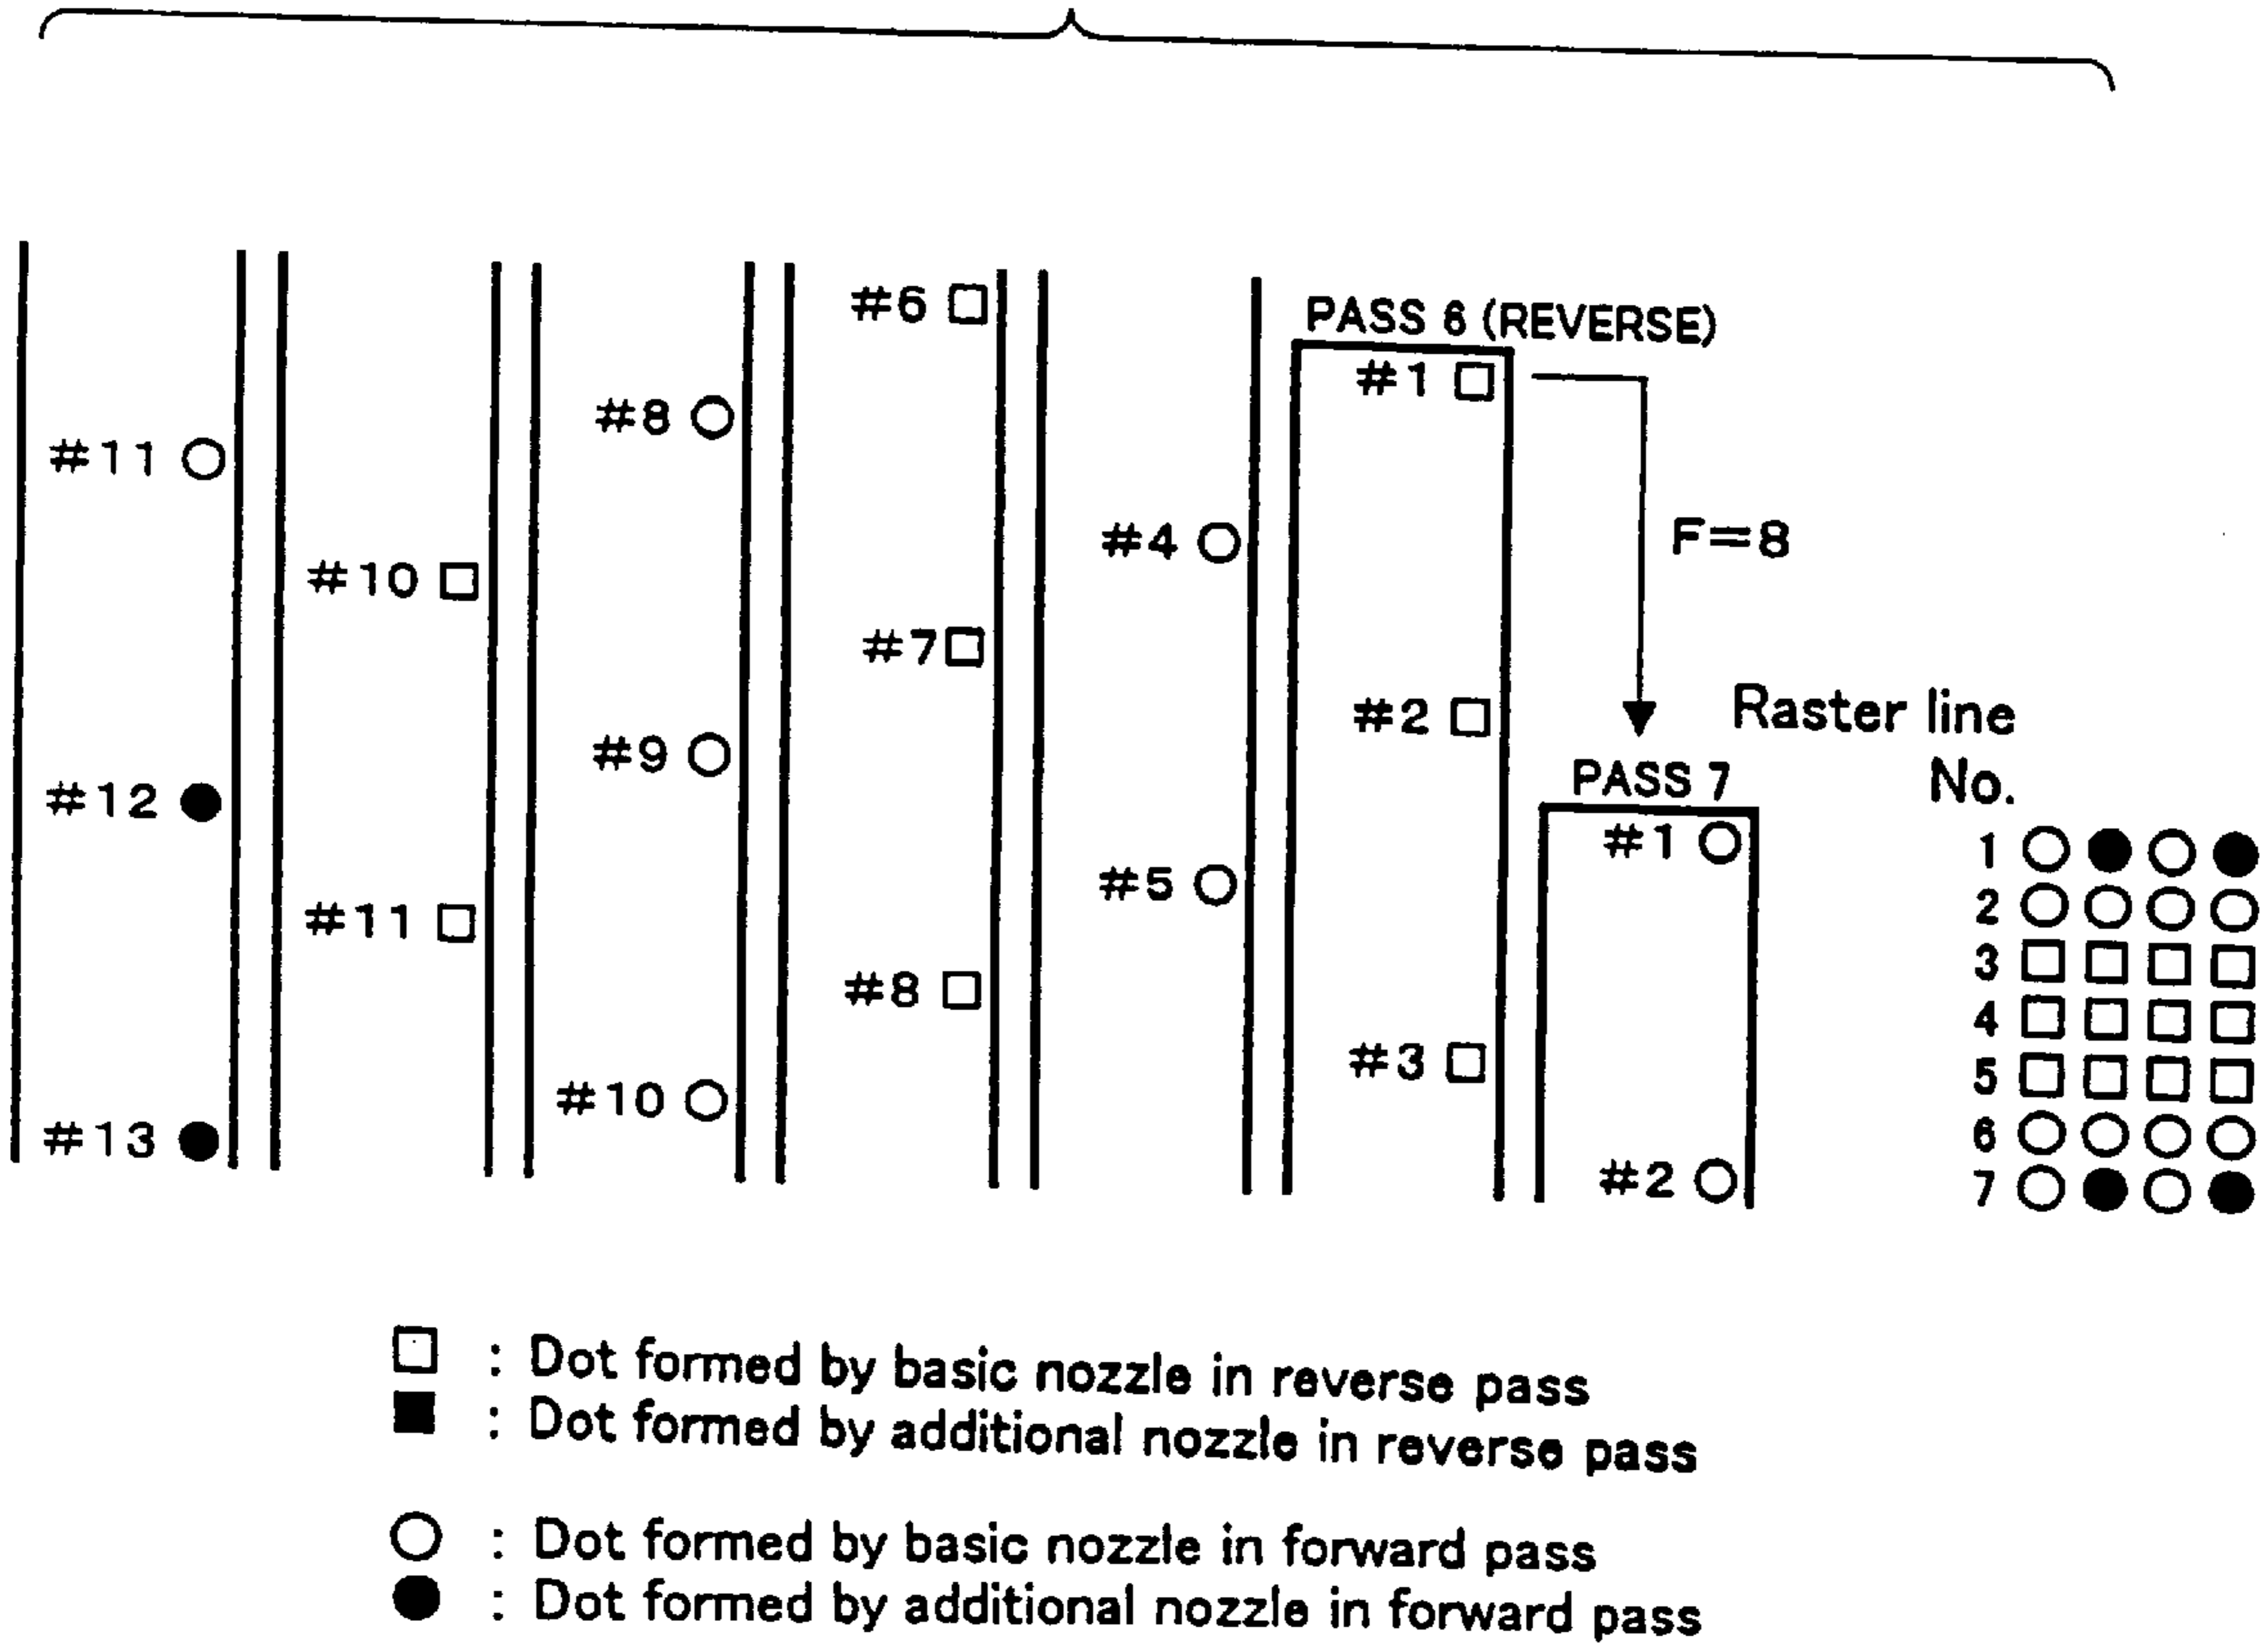 #6
PASS 6 (REVERSE)
#1
#8
#11
#4
F=8
#10
#7
#2
Raster line
No.
#9
PASS 7
#12
#1
1
#5
2
#11
3
#8
4
#3
5
#10
6
#13
#2
7
: Dot formed by basic nozzle in reverse pass
: Dot formed by additional nozzle in reverse pass
: Dot formed by basic nozzle in forward pass
: Dot formed by additional nozzle in forward pass